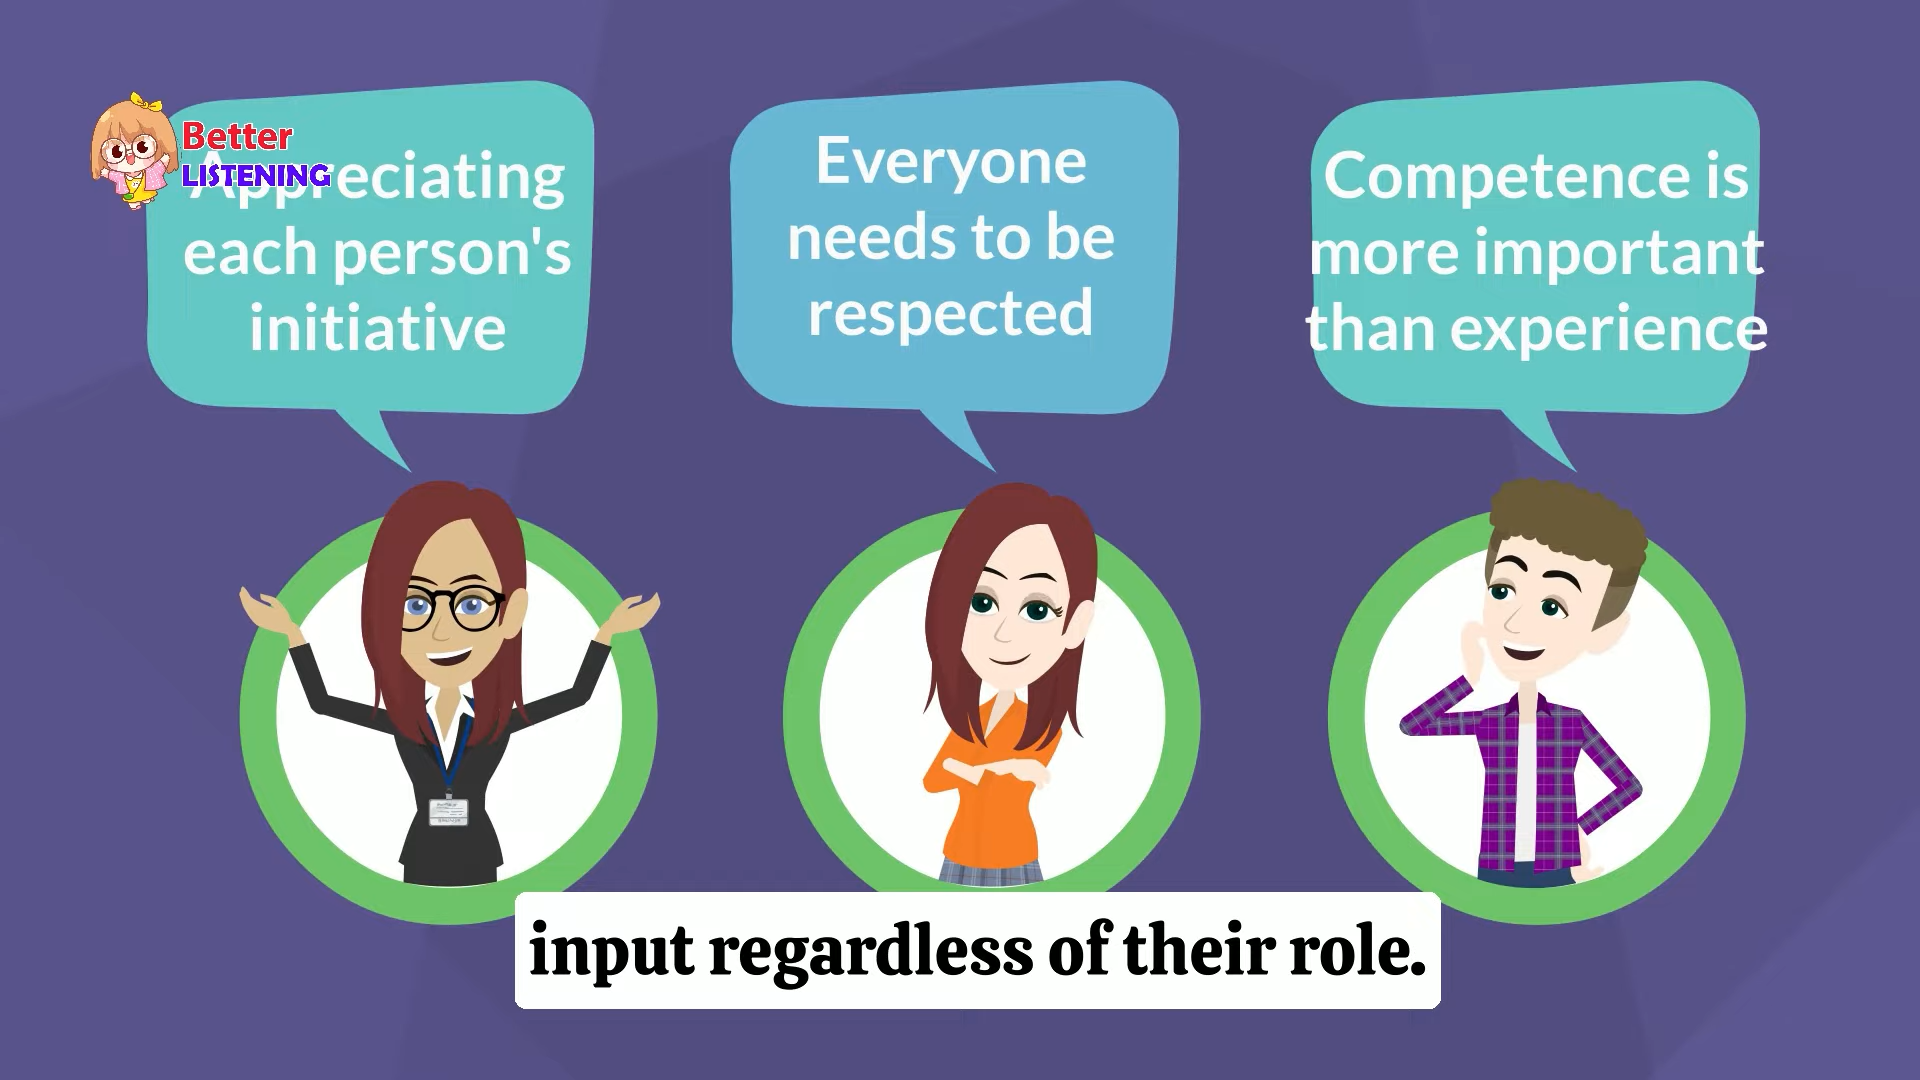 Better
LISTENING
Appreciating
each person's
initiative
Everyone
needs to be
respected
Competence is
more important
than experience
input regardless of their role.